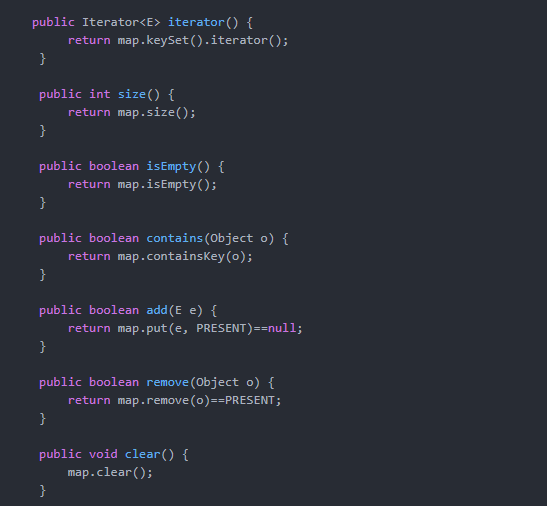 public Iterator<E> iterator() {
return map.keySet().iterator();
}
public int size() {
return map.size();
}
public boolean isEmpty() {
return map.isEmpty();
}
public boolean contains(Object o) {
return map.containsKey(o);
}
public boolean add(E e) {
return map.put(e, PRESENT)==null;
}
public boolean remove(Object o) {
return map.remove(o)==PRESENT;
}
public void clear() {
map.clear();
}